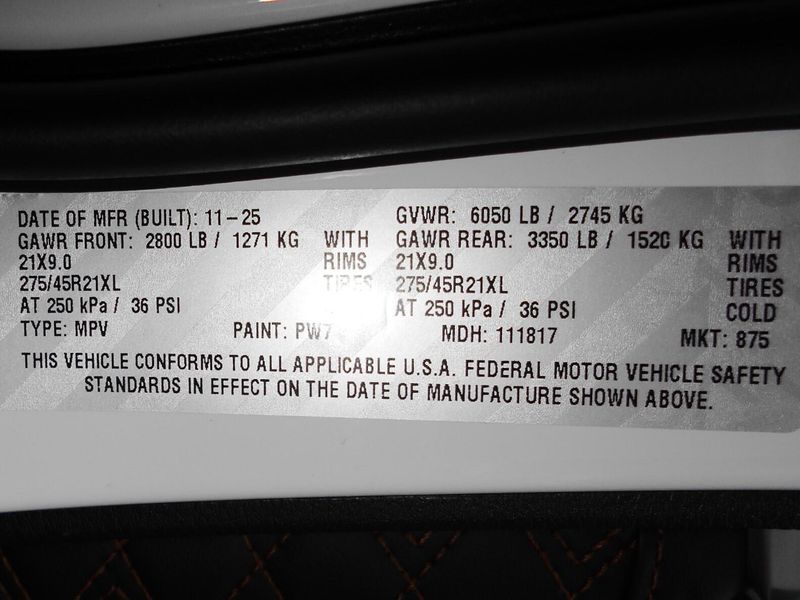 DATE OF MFR (BUILT): 11-25 GVWR: 6050 LB / 2745 KG
GAWR FRONT: 2800 LB / 1271 KG WITH GAWR REAR: 3350 LB / 1520 KG WITH
21X9.0 RIMS 21X9.0 RIMS
275/45R21XL TIRES 275/45R21XL TIRES
AT 250 kPa / 36 PSI AT 250 kPa / 36 PSI COLD
TYPE: MPV PAINT: PW7 MDH: 111817 MKT: 875
THIS VEHICLE CONFORMS TO ALL APPLICABLE U.S.A. FEDERAL MOTOR VEHICLE SAFETY
STANDARDS IN EFFECT ON THE DATE OF MANUFACTURE SHOWN ABOVE.